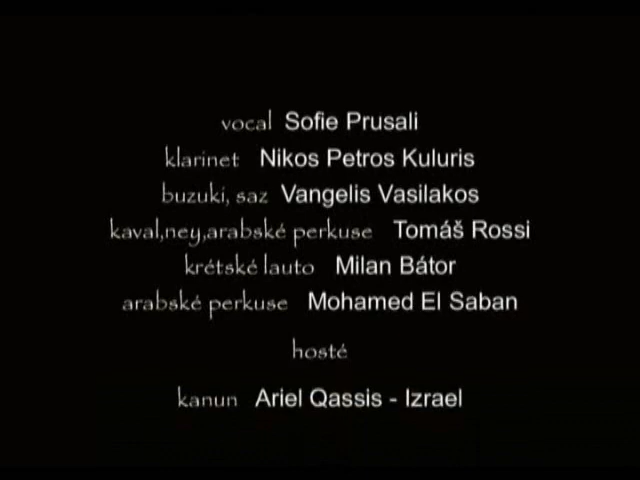 vocal Sofie Prusali
klarinet Nikos Petros Kuluris
buzuki, saz Vangelis Vasilakos
kaval,ney,arabské perkuse Tomáš Rossi
krétské lauto Milan Bátor
arabské perkuse Mohamed El Saban
hosté
kanun Ariel Qassis - Izrael